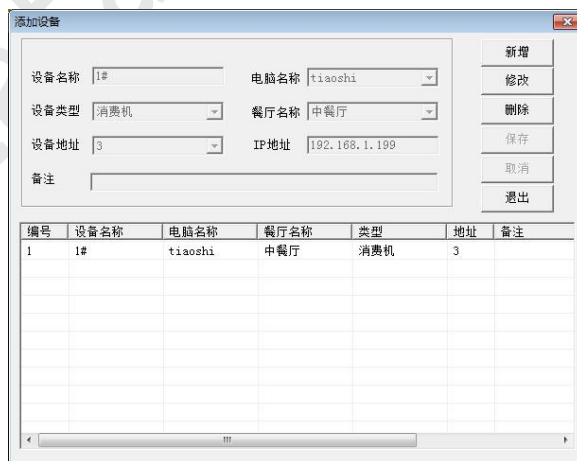 添加设备
设备名称 1# 电脑名称 tiaoshi 新增
修改
设备类型 消费机 餐厅名称 中餐厅 删除
设备地址 3 IP地址 192.168.1.199 保存
取消
备注
退出
编号 设备名称 电脑名称 餐厅名称 类型 地址 备注
1 1# tiaoshi 中餐厅 消费机 3